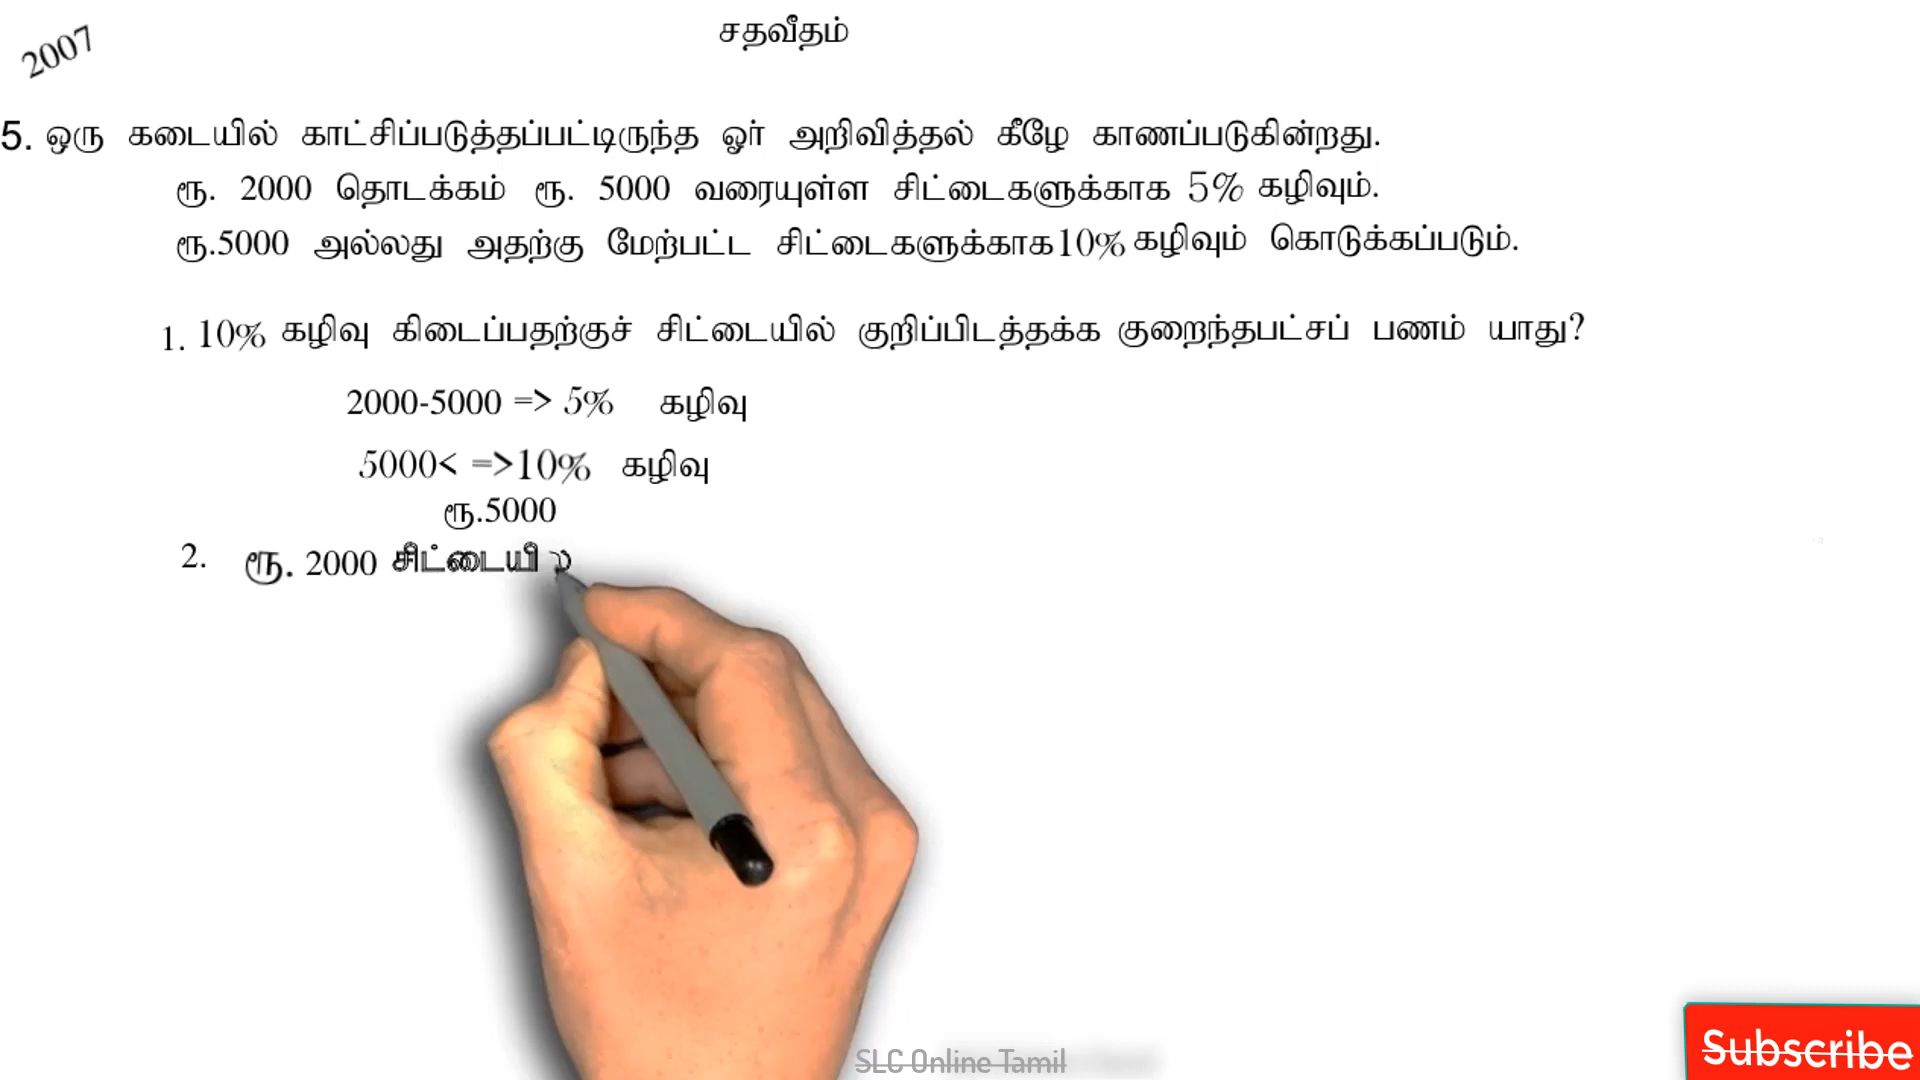 2007
சதவீதம்
5. ஒரு கடையில் காட்சிப்படுத்தப்பட்டிருந்த ஓர் அறிவித்தல் கீழே காணப்படுகின்றது.
ரூ. 2000 தொடக்கம் ரூ. 5000 வரையுள்ள சிட்டைகளுக்காக 5% கழிவும்.
ரூ.5000 அல்லது அதற்கு மேற்பட்ட சிட்டைகளுக்காக 10% கழிவும் கொடுக்கப்படும்.
1. 10% கழிவு கிடைப்பதற்குச் சிட்டையில் குறிப்பிடத்தக்க குறைந்தபட்சப் பணம் யாது?
2000-5000 => 5% கழிவு
5000< =>10% கழிவு
ரூ.5000
2. ரூ. 2000
SLC Online Tamil
Subscribe